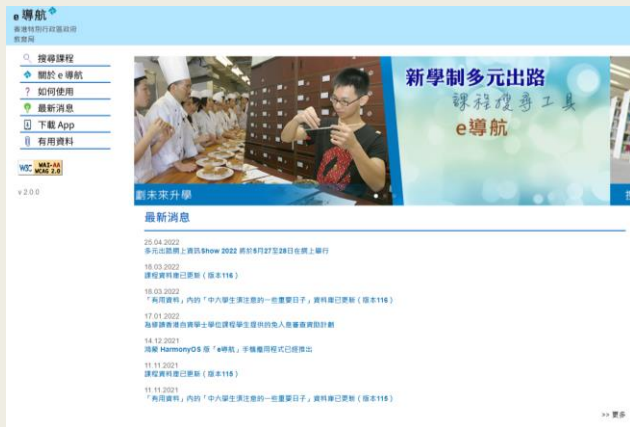 e 導航
香港特別行政區政府
教育局
搜尋課程
關於 e 導航
如何使用
最新消息
下載 App
有用資料
W3C WAI-AA
WCAG 2.0
v 2.0.0
新學制多元出路
課程搜尋工具
e導航
劃未來升學
最新消息
25.04.2022
多元出路網上資訊Show 2022 將於5月27至28日在網上舉行
18.03.2022
課程資料庫已更新 ( 版本116 )
18.03.2022
「有用資料」內的「中六學生須注意的一些重要日子」資料庫已更新 ( 版本116 )
17.01.2022
為修讀香港自資學士學位課程學生提供的免入息審查資助計劃
14.12.2021
鴻蒙 HarmonyOS 版「e導航」手機應用程式已經推出
11.11.2021
課程資料庫已更新 ( 版本115 )
11.11.2021
「有用資料」內的「中六學生須注意的一些重要日子」資料庫已更新 ( 版本115 )
>> 更多